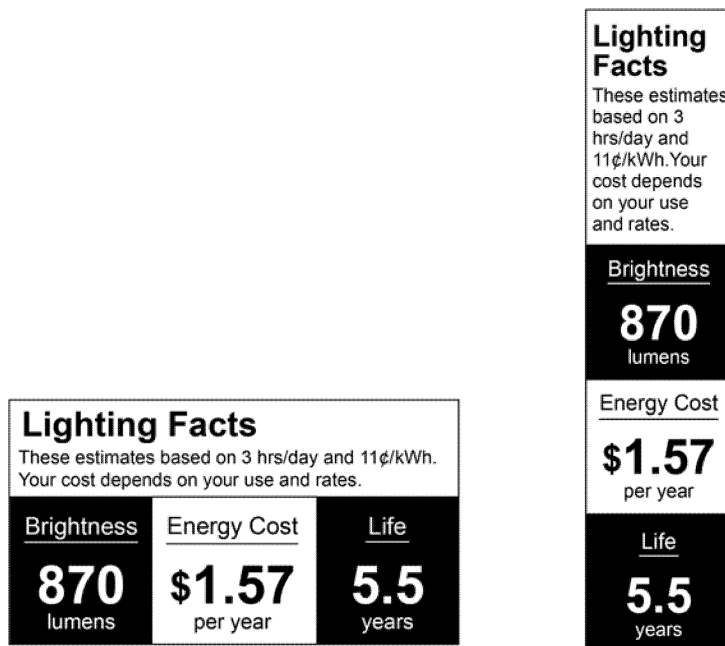 Lighting Facts
These estimates based on 3 hrs/day and 11¢/kWh.
Your cost depends on your use and rates.
Brightness
870
lumens
Energy Cost
$1.57
per year
Life
5.5
years
Lighting
Facts
These estimates
based on 3
hrs/day and
11¢/kWh.Your
cost depends
on your use
and rates.
Brightness
870
lumens
Energy Cost
$1.57
per year
Life
5.5
years